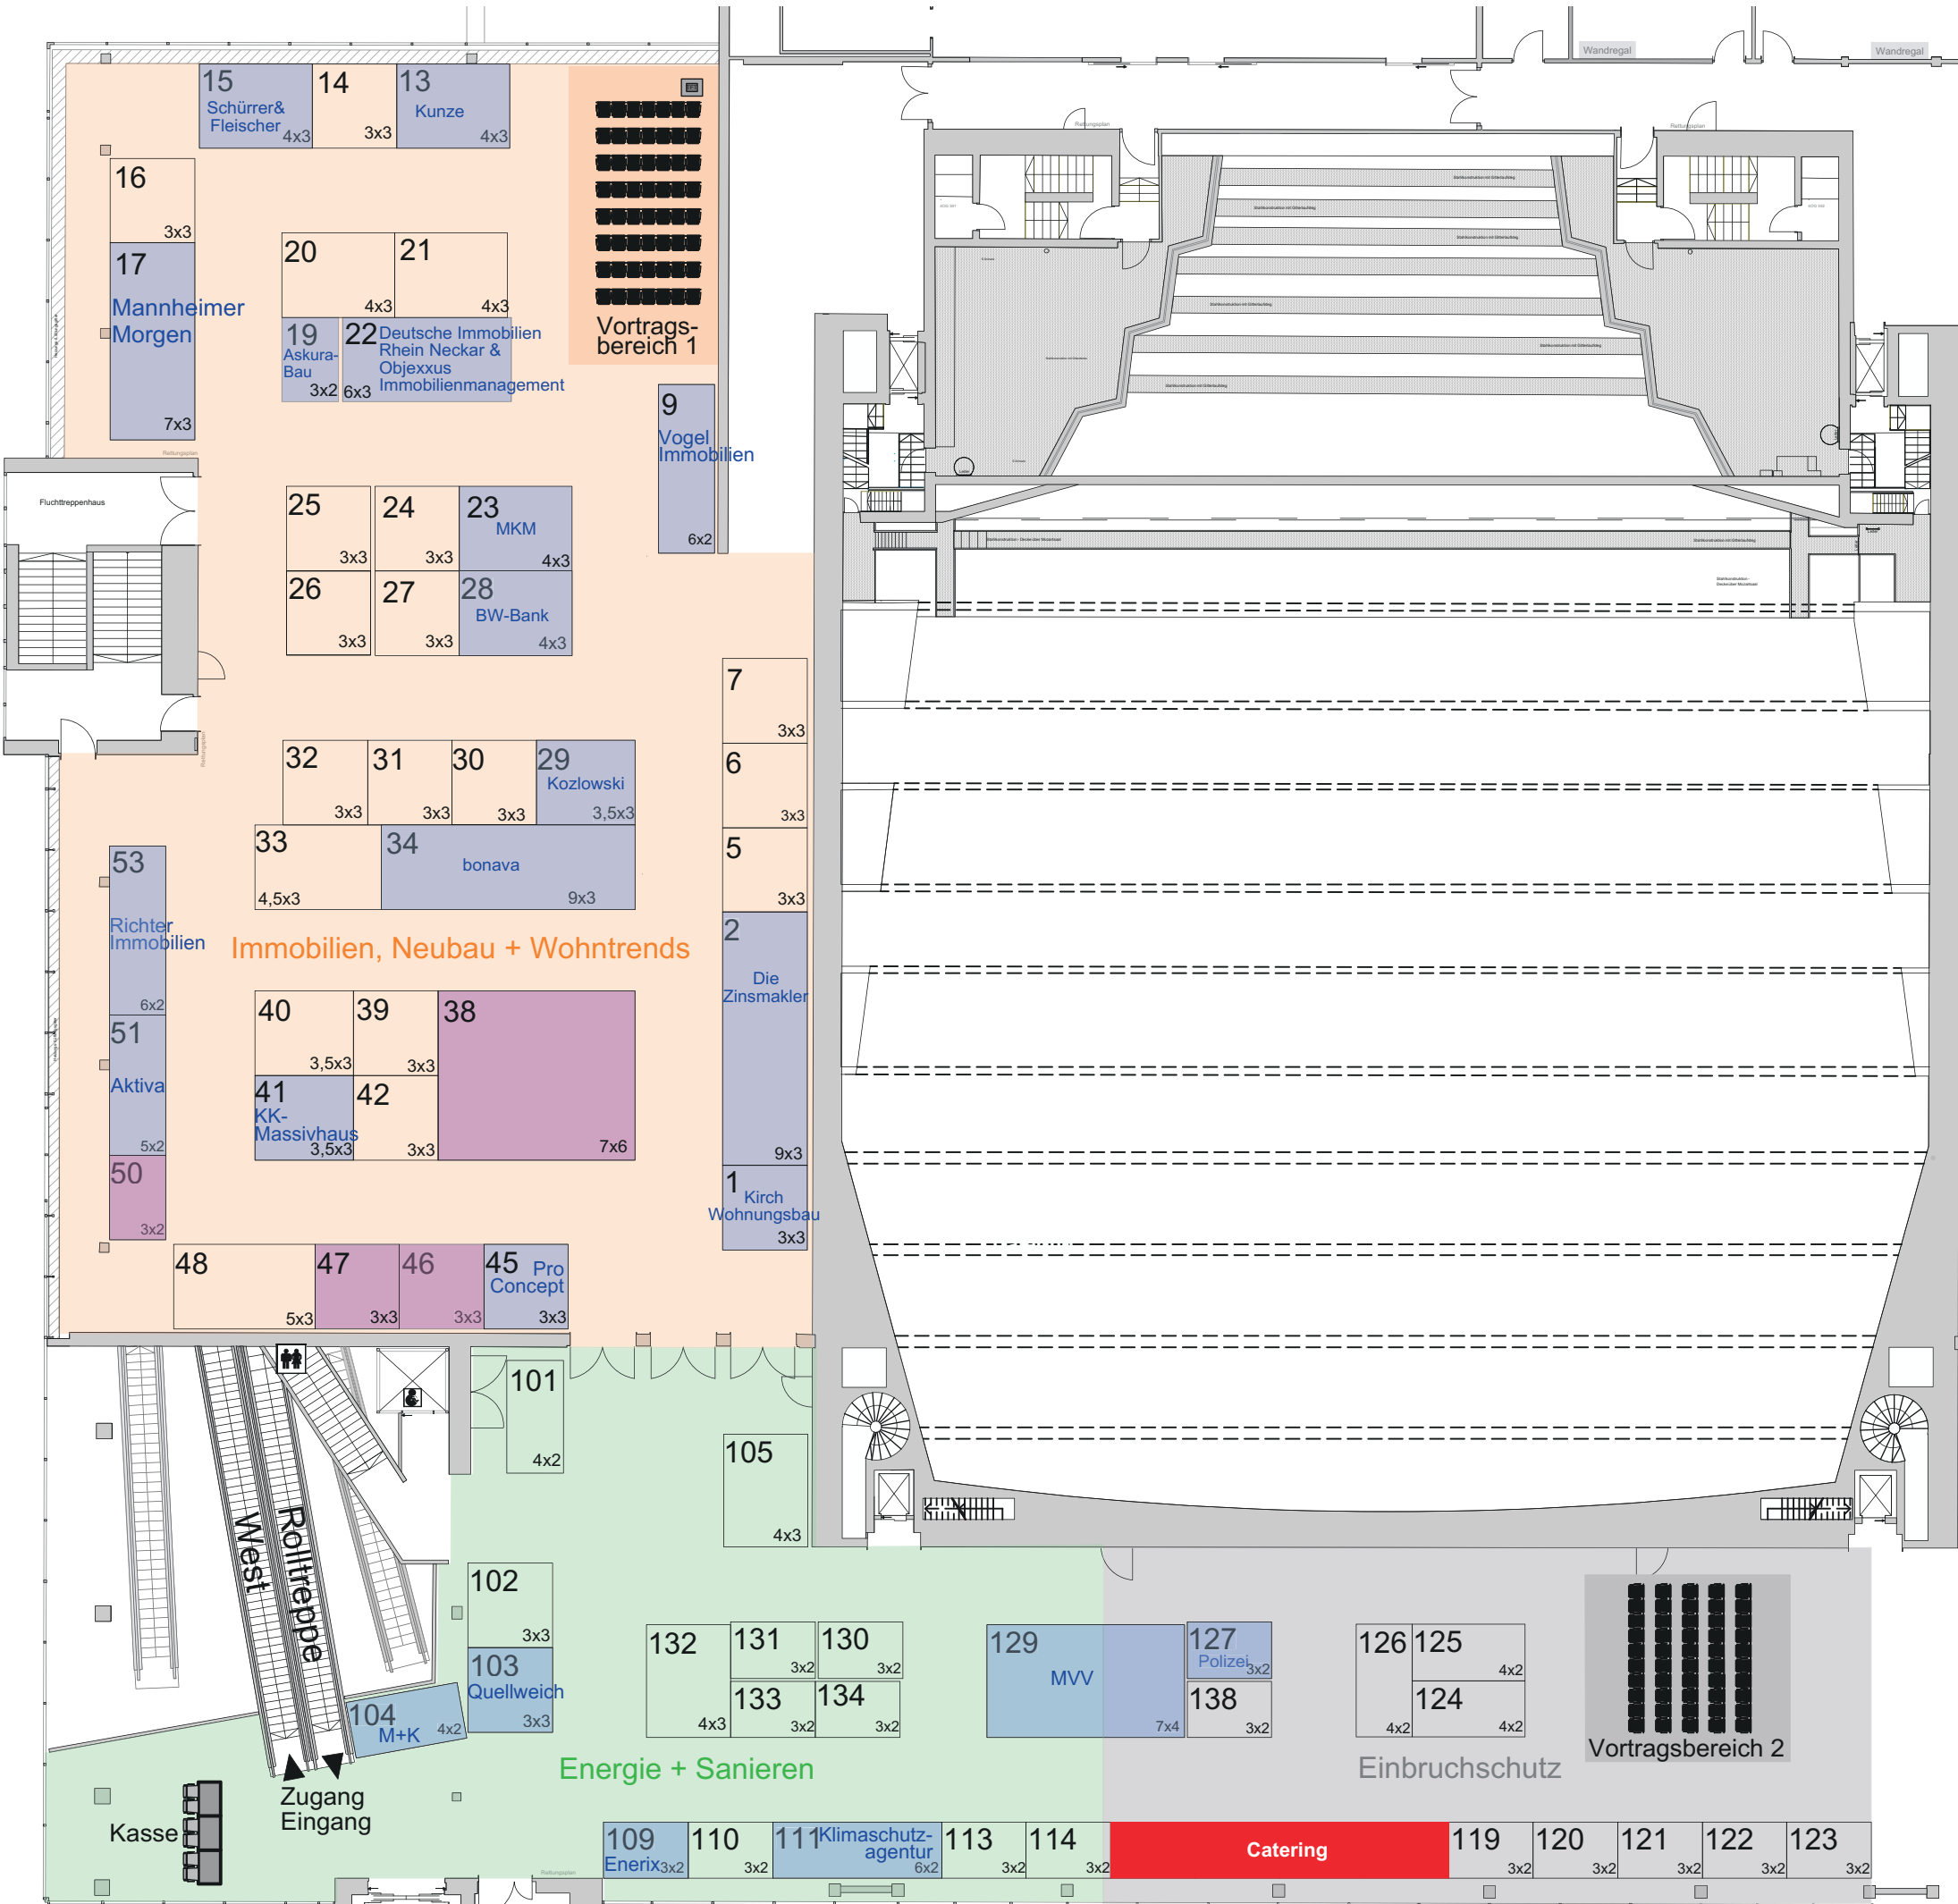 Wandregal
Wandregal
15
Schürrer&
Fleischer
4x3
14
3x3
13
Kunze
4x3
Rettungsplan
Rettungsplan
16
3x3
17
Mannheimer
Morgen
7x3
20
4x3
21
4x3
19
Askura-
Bau
3x2
22
Deutsche Immobilien
Rhein Neckar &
Objexxus
Immobilienmanagement
6x3
Vortrags-
bereich 1
9
Vogel
Immobilien
6x2
Rettungsplan
Fluchttreppenhaus
25
3x3
24
3x3
23
MKM
4x3
26
3x3
27
3x3
28
BW-Bank
4x3
7
3x3
6
3x3
5
3x3
Rettungsplan
32
3x3
31
3x3
30
3x3
29
Kozlowski
3,5x3
33
4,5x3
34
bonava
9x3
53
Richter
Immobilien
6x2
Immobilien, Neubau + Wohntrends
2
Die
Zinsmakler
9x3
51
Aktiva
5x2
40
3,5x3
39
3x3
38
7x6
41
KK-
Massivhaus
3,5x3
42
3x3
50
3x2
1
Kirch
Wohnungsbau
3x3
48
5x3
47
3x3
46
3x3
45
Pro
Concept
3x3
101
4x2
105
4x3
Rolltreppe
West
102
3x3
103
Quellweich
3x3
104
M+K
4x2
132
4x3
131
3x2
130
3x2
133
3x2
134
3x2
129
MVV
7x4
127
Polizei
3x2
138
3x2
126
4x2
125
4x2
124
4x2
Vortragsbereich 2
Energie + Sanieren
Einbruchschutz
Zugang
Eingang
Kasse
109
Enerix
3x2
110
3x2
111
Klimaschutz-
agentur
6x2
113
3x2
114
3x2
Catering
119
3x2
120
3x2
121
3x2
122
3x2
123
3x2
Rettungsplan